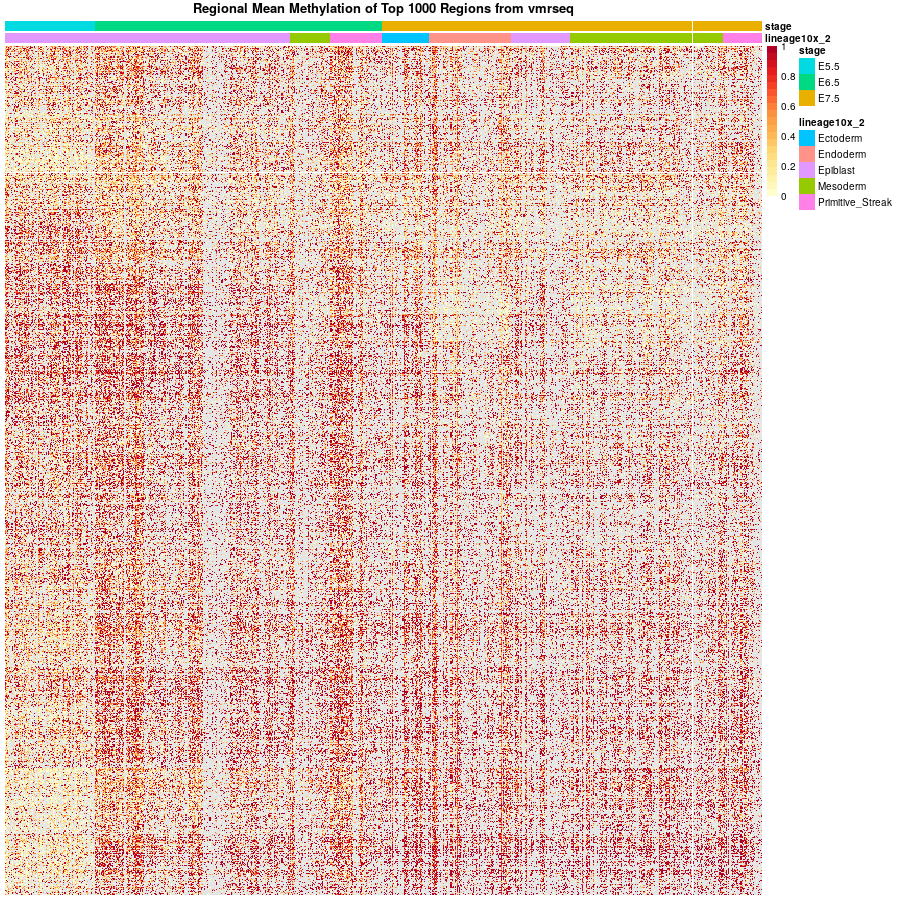 Regional Mean Methylation of Top 1000 Regions from vmrseq
stage
lineage10x_2
1
0.8
0.6
0.4
0.2
0
stage
E5.5
E6.5
E7.5
lineage10x_2
Ectoderm
Endoderm
Epiblast
Mesoderm
Primitive_Streak